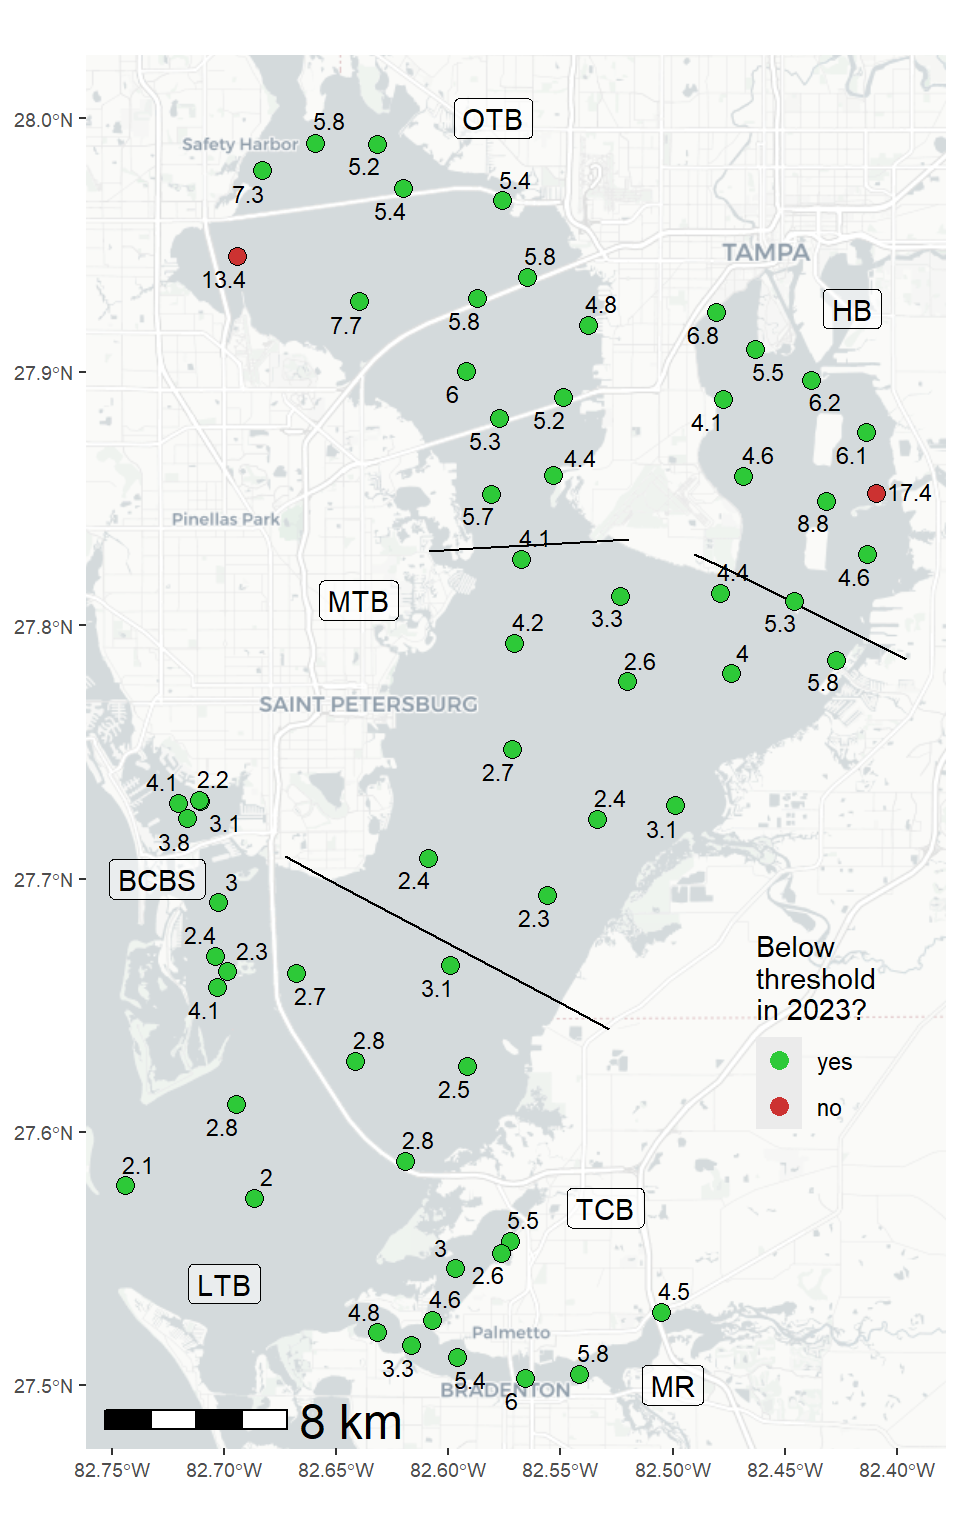 28.0°N
27.9°N
27.8°N
27.7°N
27.6°N
27.5°N
5.8
OTB
Safety Harbor
5.2
7.3
5.4
5.4
5.8
TAMPA
13.4
4.8
HB
7.7
5.8
6.8
5.5
6
6.2
5.2
4.1
5.3
6.1
4.4
4.6
17.4
Pinellas Park
5.7
8.8
4.1
4.4
4.6
MTB
3.3
5.3
4.2
4
2.6
5.8
SAINT PETERSBURG
2.7
4.1
2.2
2.4
3.1
3.1
3.8
BCBS
3
2.4
2.3
2.4
2.3
Below
threshold
in 2023?
yes
no
4.1
2.7
3.1
2.8
2.5
2.8
2.8
2.1
2
TCB
5.5
3
2.6
LTB
4.8
4.6
4.5
Palmetto
3.3
5.4
5.8
BRADENTON
6
MR
8 km
82.75°W
82.70°W
82.65°W
82.60°W
82.55°W
82.50°W
82.45°W
82.40°W